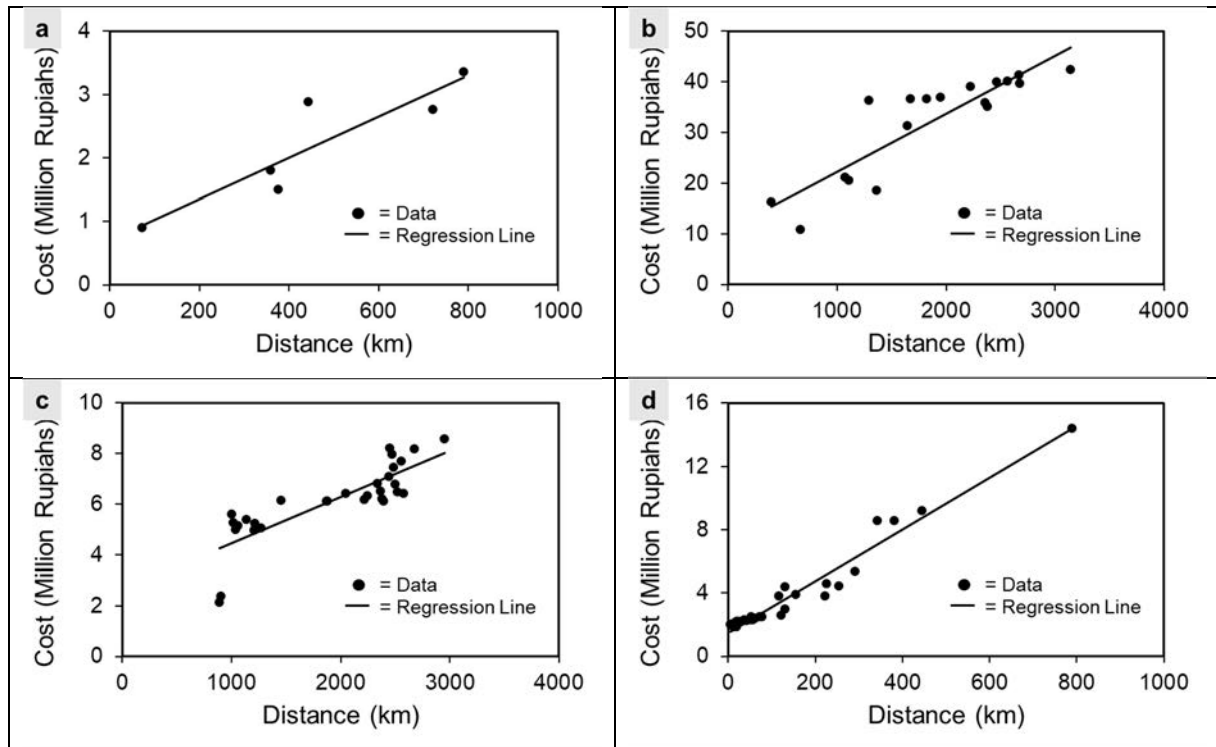 a
Cost (Million Rupiahs)
4
3
2
1
0
= Data
= Regression Line
0 200 400 600 800 1000
Distance (km)
b
Cost (Million Rupiahs)
50
40
30
20
10
0
= Data
= Regression Line
0 1000 2000 3000 4000
Distance (km)
c
Cost (Million Rupiahs)
10
8
6
4
2
0
= Data
= Regression Line
0 1000 2000 3000 4000
Distance (km)
d
Cost (Million Rupiahs)
16
12
8
4
0
= Data
= Regression Line
0 200 400 600 800 1000
Distance (km)